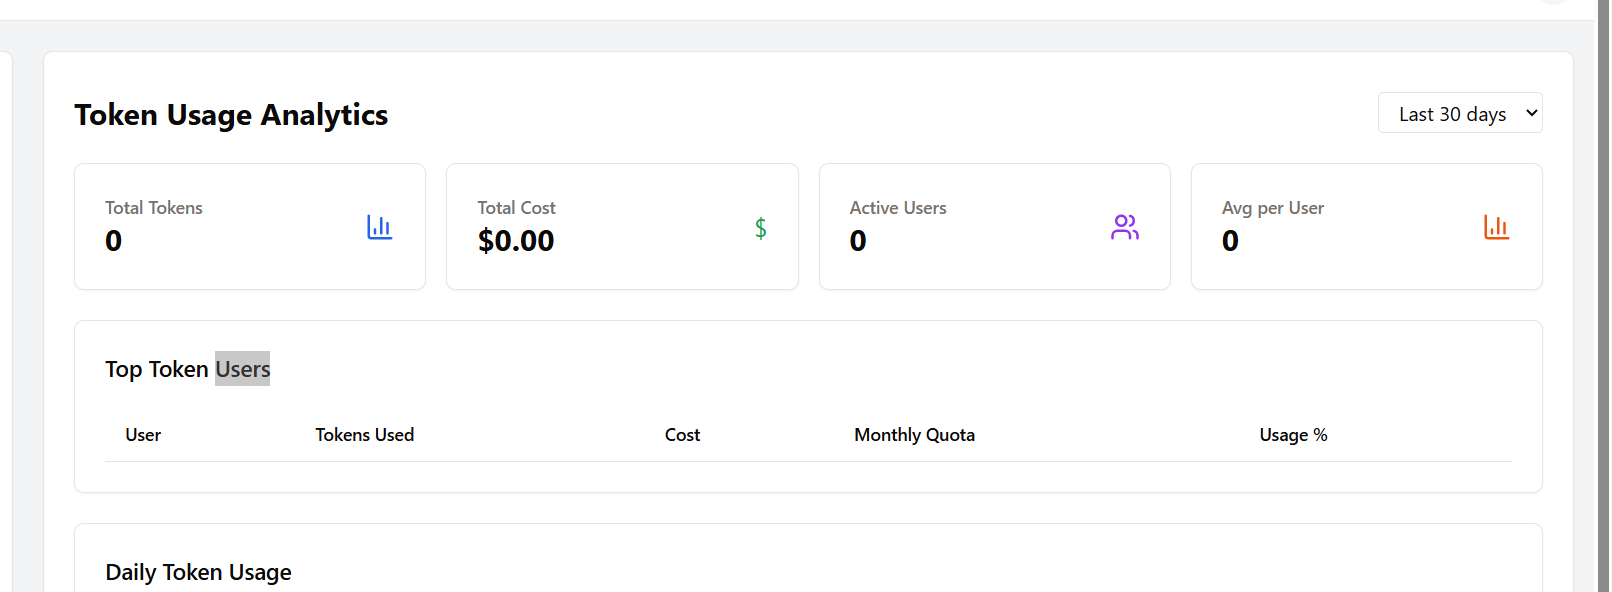 Token Usage Analytics
Last 30 days
Total Tokens
0
Total Cost
$0.00
$
Active Users
0
Avg per User
0
Top Token Users
User Tokens Used Cost Monthly Quota Usage %
Daily Token Usage